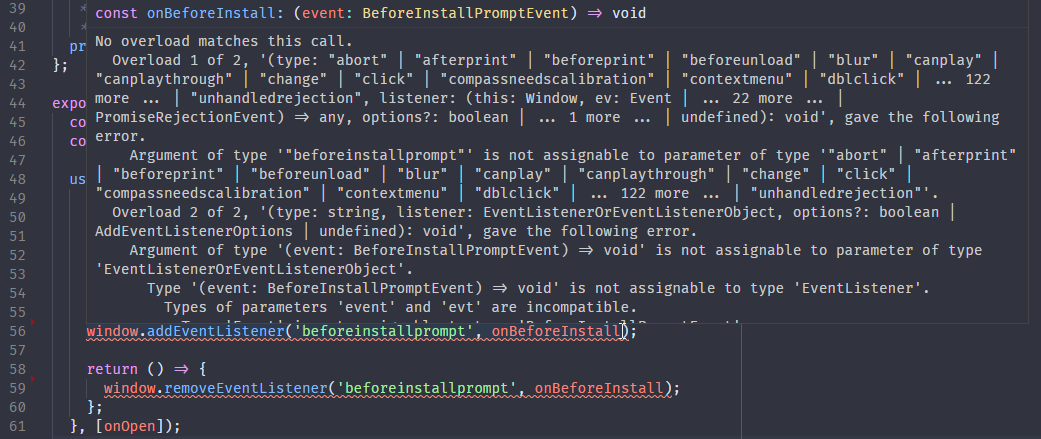 39 *
40 *
41 pr
42 };
43
44 expo
45 co
46 co
47
48 us
49
50
51
52
53
54
55
const onBeforeInstall: (event: BeforeInstallPromptEvent) => void
No overload matches this call.
Overload 1 of 2, '(type: "abort" | "afterprint" | "beforeprint" | "beforeunload" | "blur" | "canplay" |
"canplaythrough" | "change" | "click" | "compassneedscalibration" | "contextmenu" | "dblclick" | ... 122
more ... | "unhandledrejection", listener: (this: Window, ev: Event | ... 22 more ... |
PromiseRejectionEvent) => any, options?: boolean | ... 1 more ... | undefined): void', gave the following
error.
Argument of type '"beforeinstallprompt"' is not assignable to parameter of type '"abort" | "afterprint"
| "beforeprint" | "beforeunload" | "blur" | "canplay" | "canplaythrough" | "change" | "click" |
"compassneedscalibration" | "contextmenu" | "dblclick" | ... 122 more ... | "unhandledrejection"'.
Overload 2 of 2, '(type: string, listener: EventListenerOrEventListenerObject, options?: boolean |
AddEventListenerOptions | undefined): void', gave the following error.
Argument of type '(event: BeforeInstallPromptEvent) => void' is not assignable to parameter of type
'EventListenerOrEventListenerObject'.
Type '(event: BeforeInstallPromptEvent) => void' is not assignable to type 'EventListener'.
Types of parameters 'event' and 'evt' are incompatible.
56 window.addEventListener('beforeinstallprompt', onBeforeInstall);
57
58 return () => {
59 window.removeEventListener('beforeinstallprompt', onBeforeInstall);
60 };
61 }, [onOpen]);